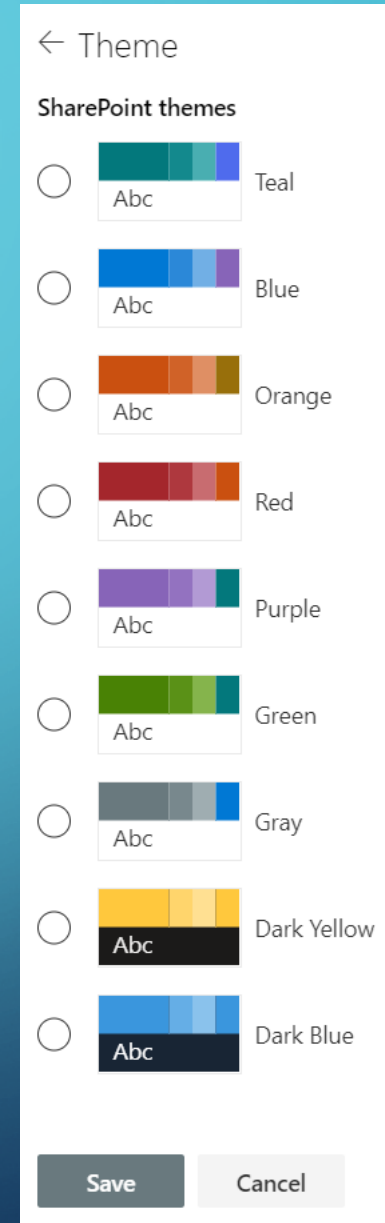 Theme
SharePoint themes
Abc
Teal
Abc
Blue
Abc
Orange
Abc
Red
Abc
Purple
Abc
Green
Abc
Gray
Abc
Dark Yellow
Abc
Dark Blue
Save Cancel